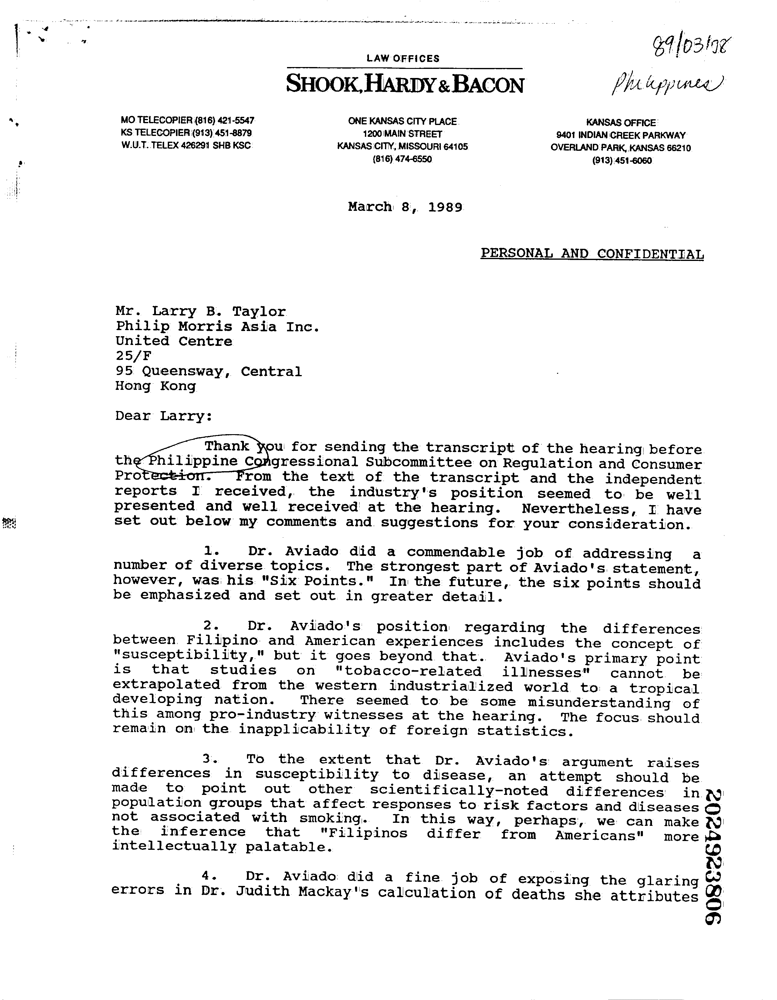 89/03/08
Philippines
LAW OFFICES
SHOOK, HARDY & BACON
MO TELECOPIER (816) 421-5547
KS TELECOPIER (913) 451-8879
W.U.T. TELEX 426291 SHB KSC
ONE KANSAS CITY PLACE
1200 MAIN STREET
KANSAS CITY, MISSOURI 64105
(816) 474-6550
KANSAS OFFICE
9401 INDIAN CREEK PARKWAY
OVERLAND PARK, KANSAS 66210
(913) 451-6060
March 8, 1989
PERSONAL AND CONFIDENTIAL
Mr. Larry B. Taylor
Philip Morris Asia Inc.
United Centre
25/F
95 Queensway, Central
Hong Kong
Dear Larry:
Thank you for sending the transcript of the hearing before
the Philippine Congressional Subcommittee on Regulation and Consumer
Protection. From the text of the transcript and the independent
reports I received, the industry's position seemed to be well
presented and well received at the hearing. Nevertheless, I have
set out below my comments and suggestions for your consideration.
1. Dr. Aviado did a commendable job of addressing a
number of diverse topics. The strongest part of Aviado's statement,
however, was his "Six Points." In the future, the six points should
be emphasized and set out in greater detail.
2. Dr. Aviado's position regarding the differences
between Filipino and American experiences includes the concept of
"susceptibility," but it goes beyond that. Aviado's primary point
is that studies on "tobacco-related illnesses" cannot be
extrapolated from the western industrialized world to a tropical
developing nation. There seemed to be some misunderstanding of
this among pro-industry witnesses at the hearing. The focus should
remain on the inapplicability of foreign statistics.
3. To the extent that Dr. Aviado's argument raises
differences in susceptibility to disease, an attempt should be
made to point out other scientifically-noted differences in
population groups that affect responses to risk factors and diseases
not associated with smoking. In this way, perhaps, we can make
the inference that "Filipinos differ from Americans" more
intellectually palatable.
4. Dr. Aviado did a fine job of exposing the glaring
errors in Dr. Judith Mackay's calculation of deaths she attributes
2024923806